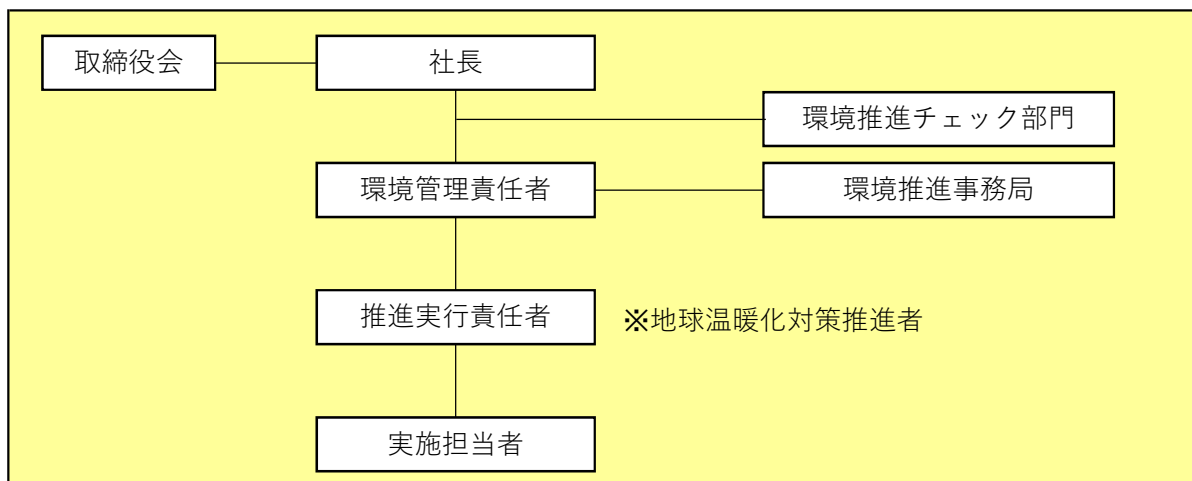 取締役会
社長
環境推進チェック部門
環境管理責任者
環境推進事務局
推進実行責任者
※地球温暖化対策推進者
実施担当者